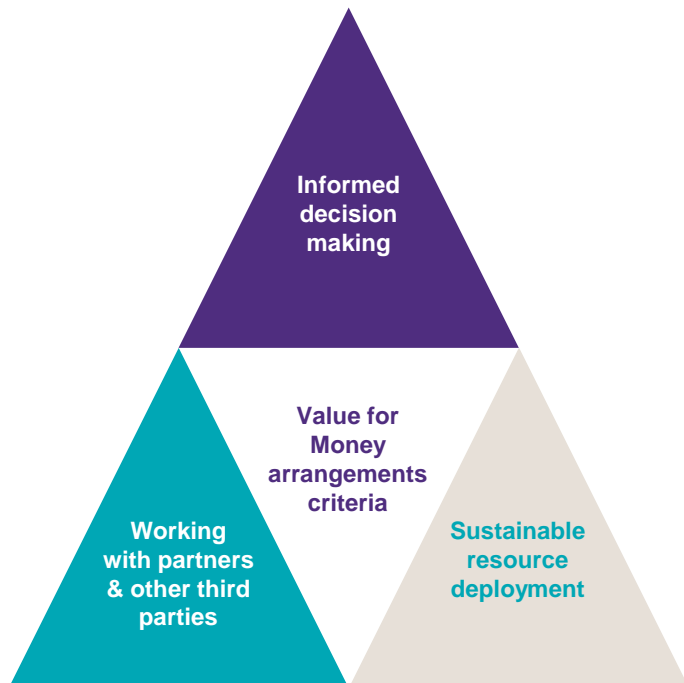 Informed
decision
making
Value for
Money
arrangements
criteria
Working
with partners
& other third
parties
Sustainable
resource
deployment